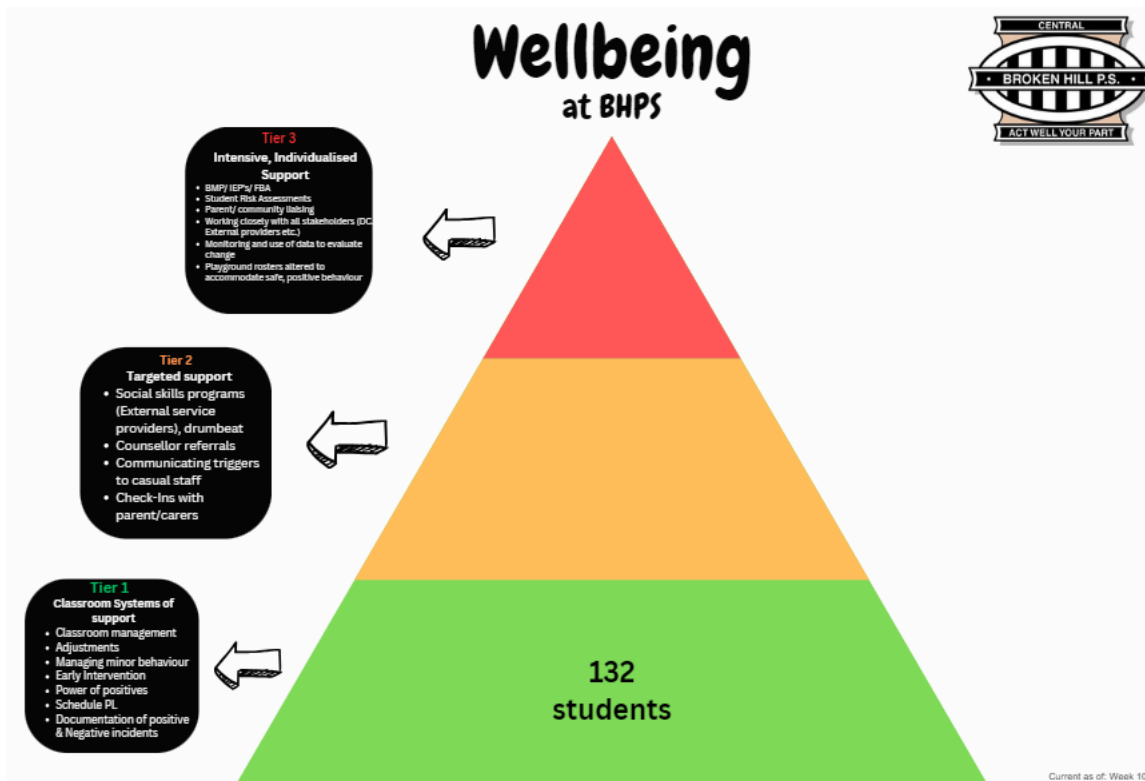 Wellbeing
at BHPS
CENTRAL
• BROKEN HILL P.S. •
ACT WELL YOUR PART
Tier 3
Intensive, Individualised
Support
• BMP/ IEP's/ FBA
• Student Risk Assessments
• Parent/ community liaising
• Working closely with all stakeholders (DC
External providers etc.)
• Monitoring and use of data to evaluate
change
• Playground rosters altered to
accommodate safe, positive behaviour
Tier 2
Targeted support
• Social skills programs
(External service
providers), drumbeat
• Counsellor referrals
• Communicating triggers
to casual staff
• Check-Ins with
parent/carers
Tier 1
Classroom Systems of
support
• Classroom management
• Adjustments
• Managing minor behaviour
• Early Intervention
• Power of positives
• Schedule PL
• Documentation of positive
& Negative incidents
132
students
Current as of: Week 10